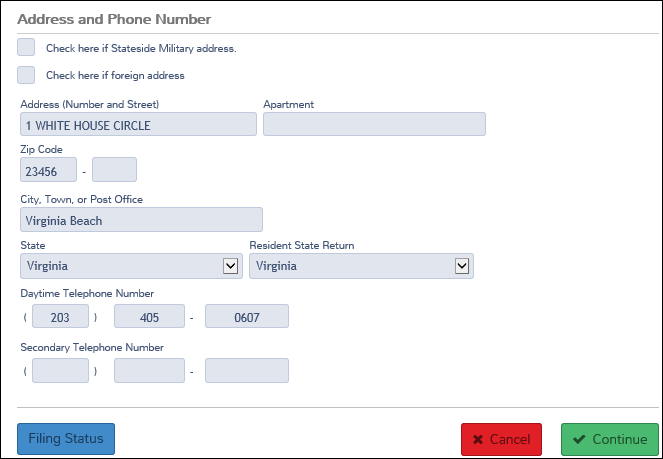 Address and Phone Number
Check here if Stateside Military address.
Check here if foreign address
Address (Number and Street) Apartment
1 WHITE HOUSE CIRCLE
Zip Code
23456 -
City, Town, or Post Office
Virginia Beach
State Resident State Return
Virginia Virginia
Daytime Telephone Number
( 203 ) 405 - 0607
Secondary Telephone Number
( ) -
Filing Status Cancel Continue